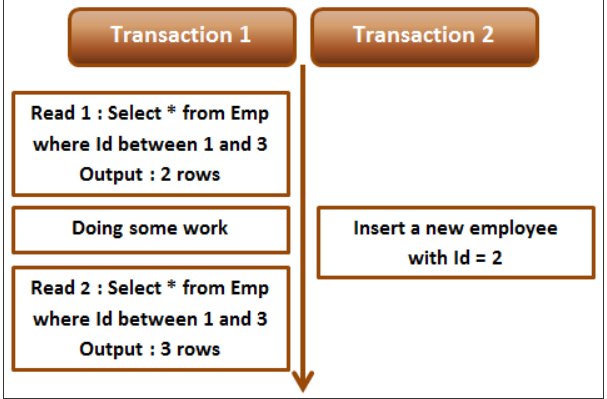 Transaction 1
Transaction 2
Read 1 : Select * from Emp
where Id between 1 and 3
Output : 2 rows
Doing some work
Insert a new employee
with Id = 2
Read 2 : Select * from Emp
where Id between 1 and 3
Output : 3 rows